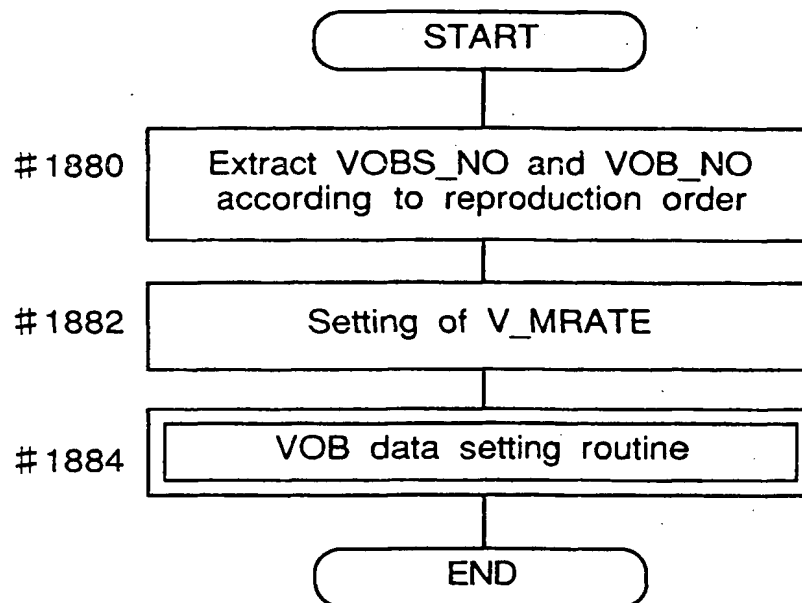 START
#1880
Extract VOBS_NO and VOB_NO
according to reproduction order
#1882
Setting of V_MRATE
#1884
VOB data setting routine
END